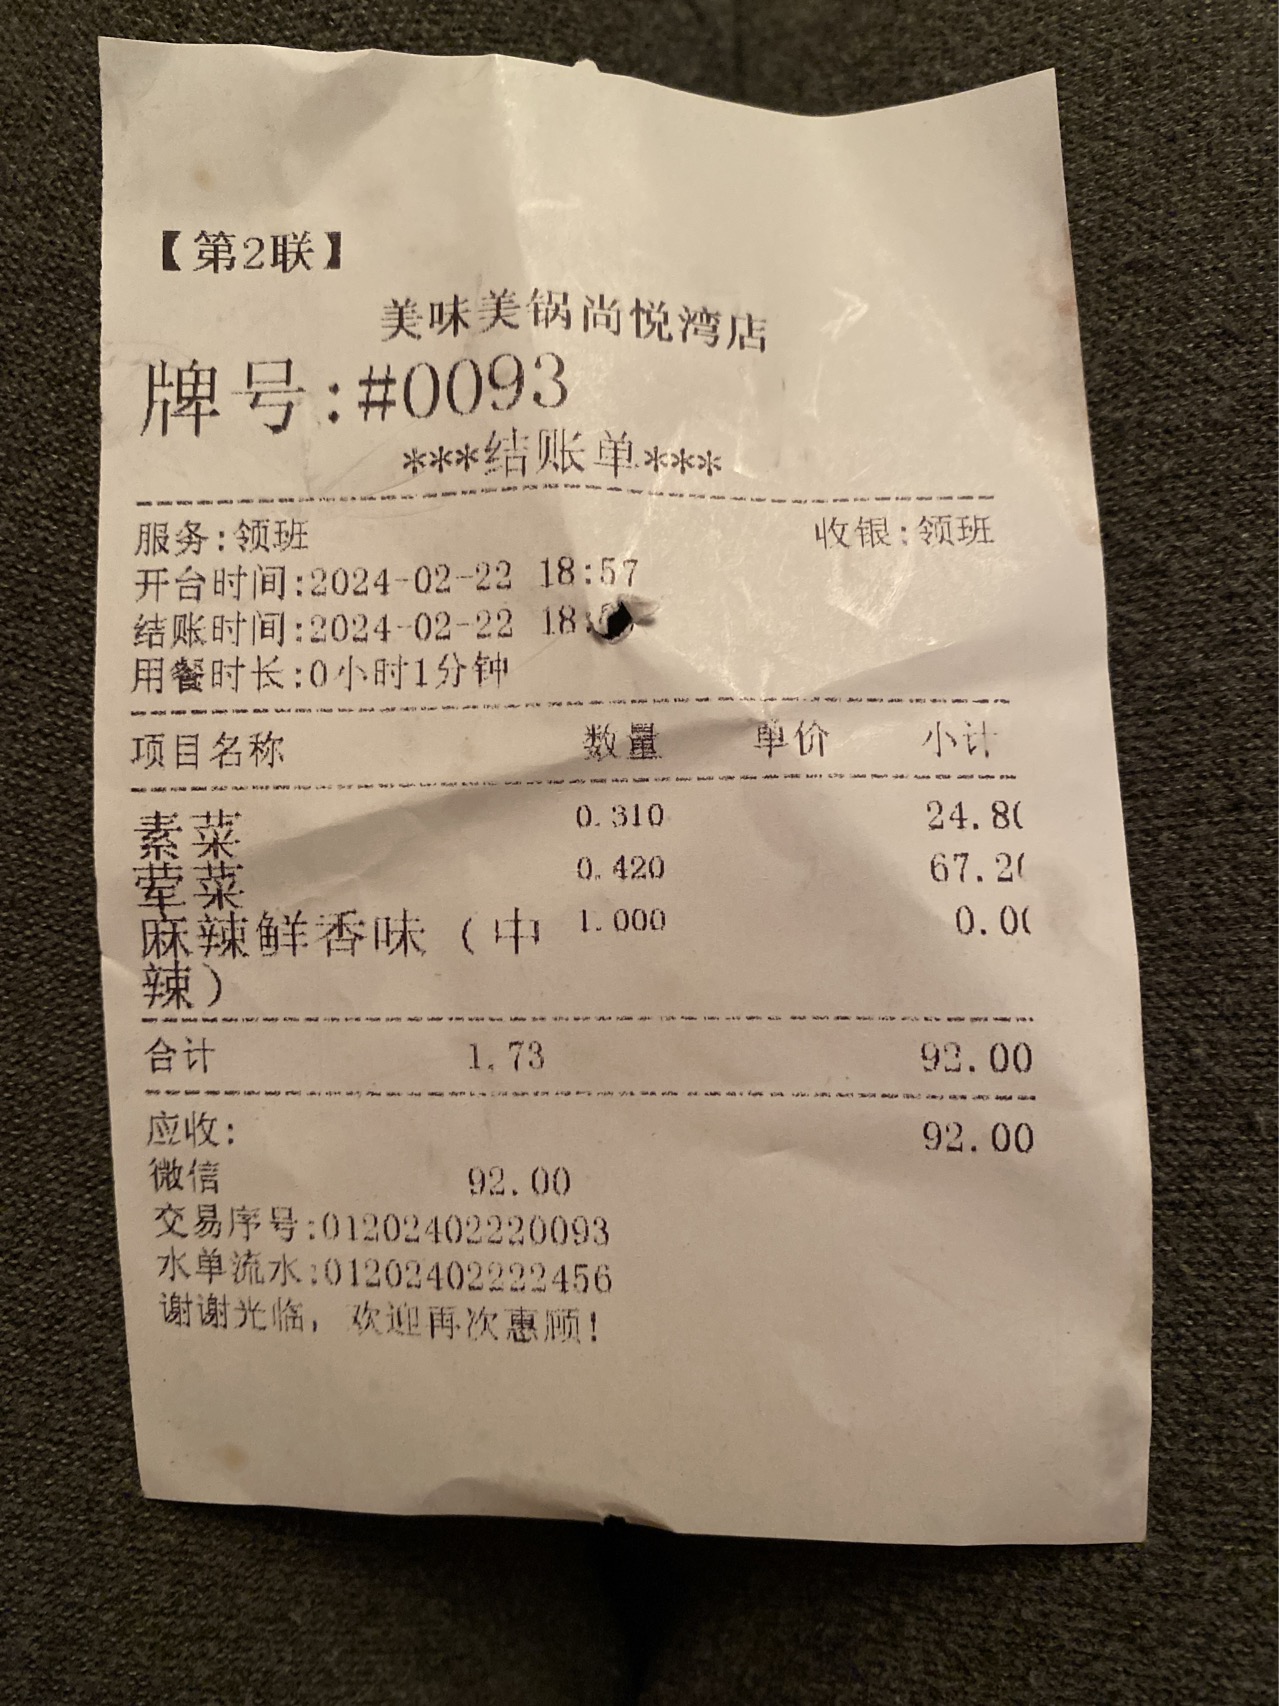 【第2联】
美味美锅尚悦湾店
牌号:#0093
***结账单***
服务:领班 收银:领班
开台时间:2024-02-22 18:57
结账时间:2024-02-22 18:
用餐时长:0小时1分钟
项目名称 数量 单价 小计
素菜 0.310 24.80
荤菜 0.420 67.20
麻辣鲜香味（中 1.000 0.00
辣）
合计 1.73 92.00
应收: 92.00
微信 92.00
交易序号:01202402220093
水单流水:01202402222456
谢谢光临, 欢迎再次惠顾!